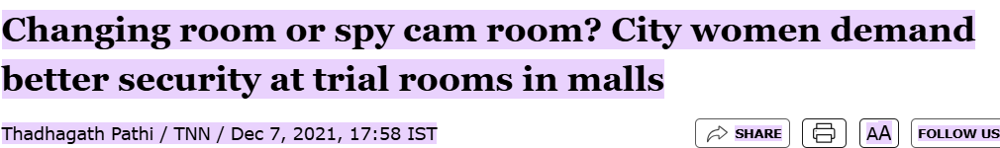 Changing room or spy cam room? City women demand
better security at trial rooms in malls
Thadhagath Pathi / TNN / Dec 7, 2021, 17:58 IST SHARE AA FOLLOW US